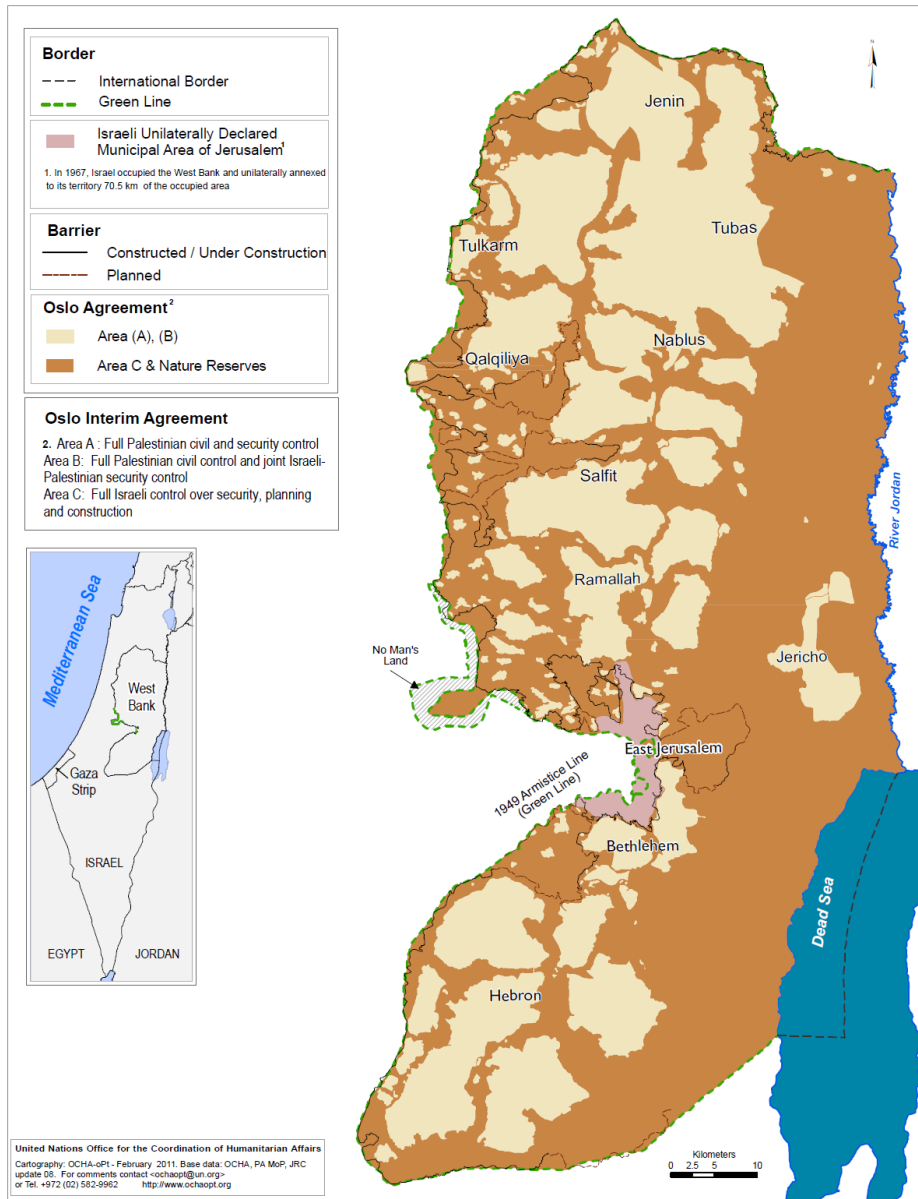 Border
International Border
Green Line
Israeli Unilaterally Declared
Municipal Area of Jerusalem1
1. In 1967, Israel occupied the West Bank and unilaterally annexed
to its territory 70.5 km of the occupied area
Barrier
Constructed / Under Construction
Planned
Oslo Agreement2
Area (A), (B)
Area C & Nature Reserves
Oslo Interim Agreement
2. Area A : Full Palestinian civil and security control
Area B: Full Palestinian civil control and joint Israeli-
Palestinian security control
Area C: Full Israeli control over security, planning
and construction
Mediterranean Sea
West
Bank
Gaza
Strip
ISRAEL
EGYPT
JORDAN
N
Jenin
Tubas
Tulkarm
Nablus
Qalqiliya
Salfit
River Jordan
Ramallah
No Man's
Land
Jericho
East Jerusalem
1949 Armistice Line
(Green Line)
Bethlehem
Dead Sea
Hebron
Kilometers
0 2.5 5 10
United Nations Office for the Coordination of Humanitarian Affairs
Cartography: OCHA-oPt - February 2011. Base data: OCHA, PA MoP, JRC
update 08. For comments contact <ochaopt@un.org>
or Tel. +972 (02) 582-9962 http://www.ochaopt.org